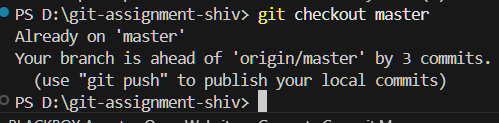 PS D:\git-assignment-shiv> git checkout master
Already on 'master'
Your branch is ahead of 'origin/master' by 3 commits.
  (use "git push" to publish your local commits)
PS D:\git-assignment-shiv>